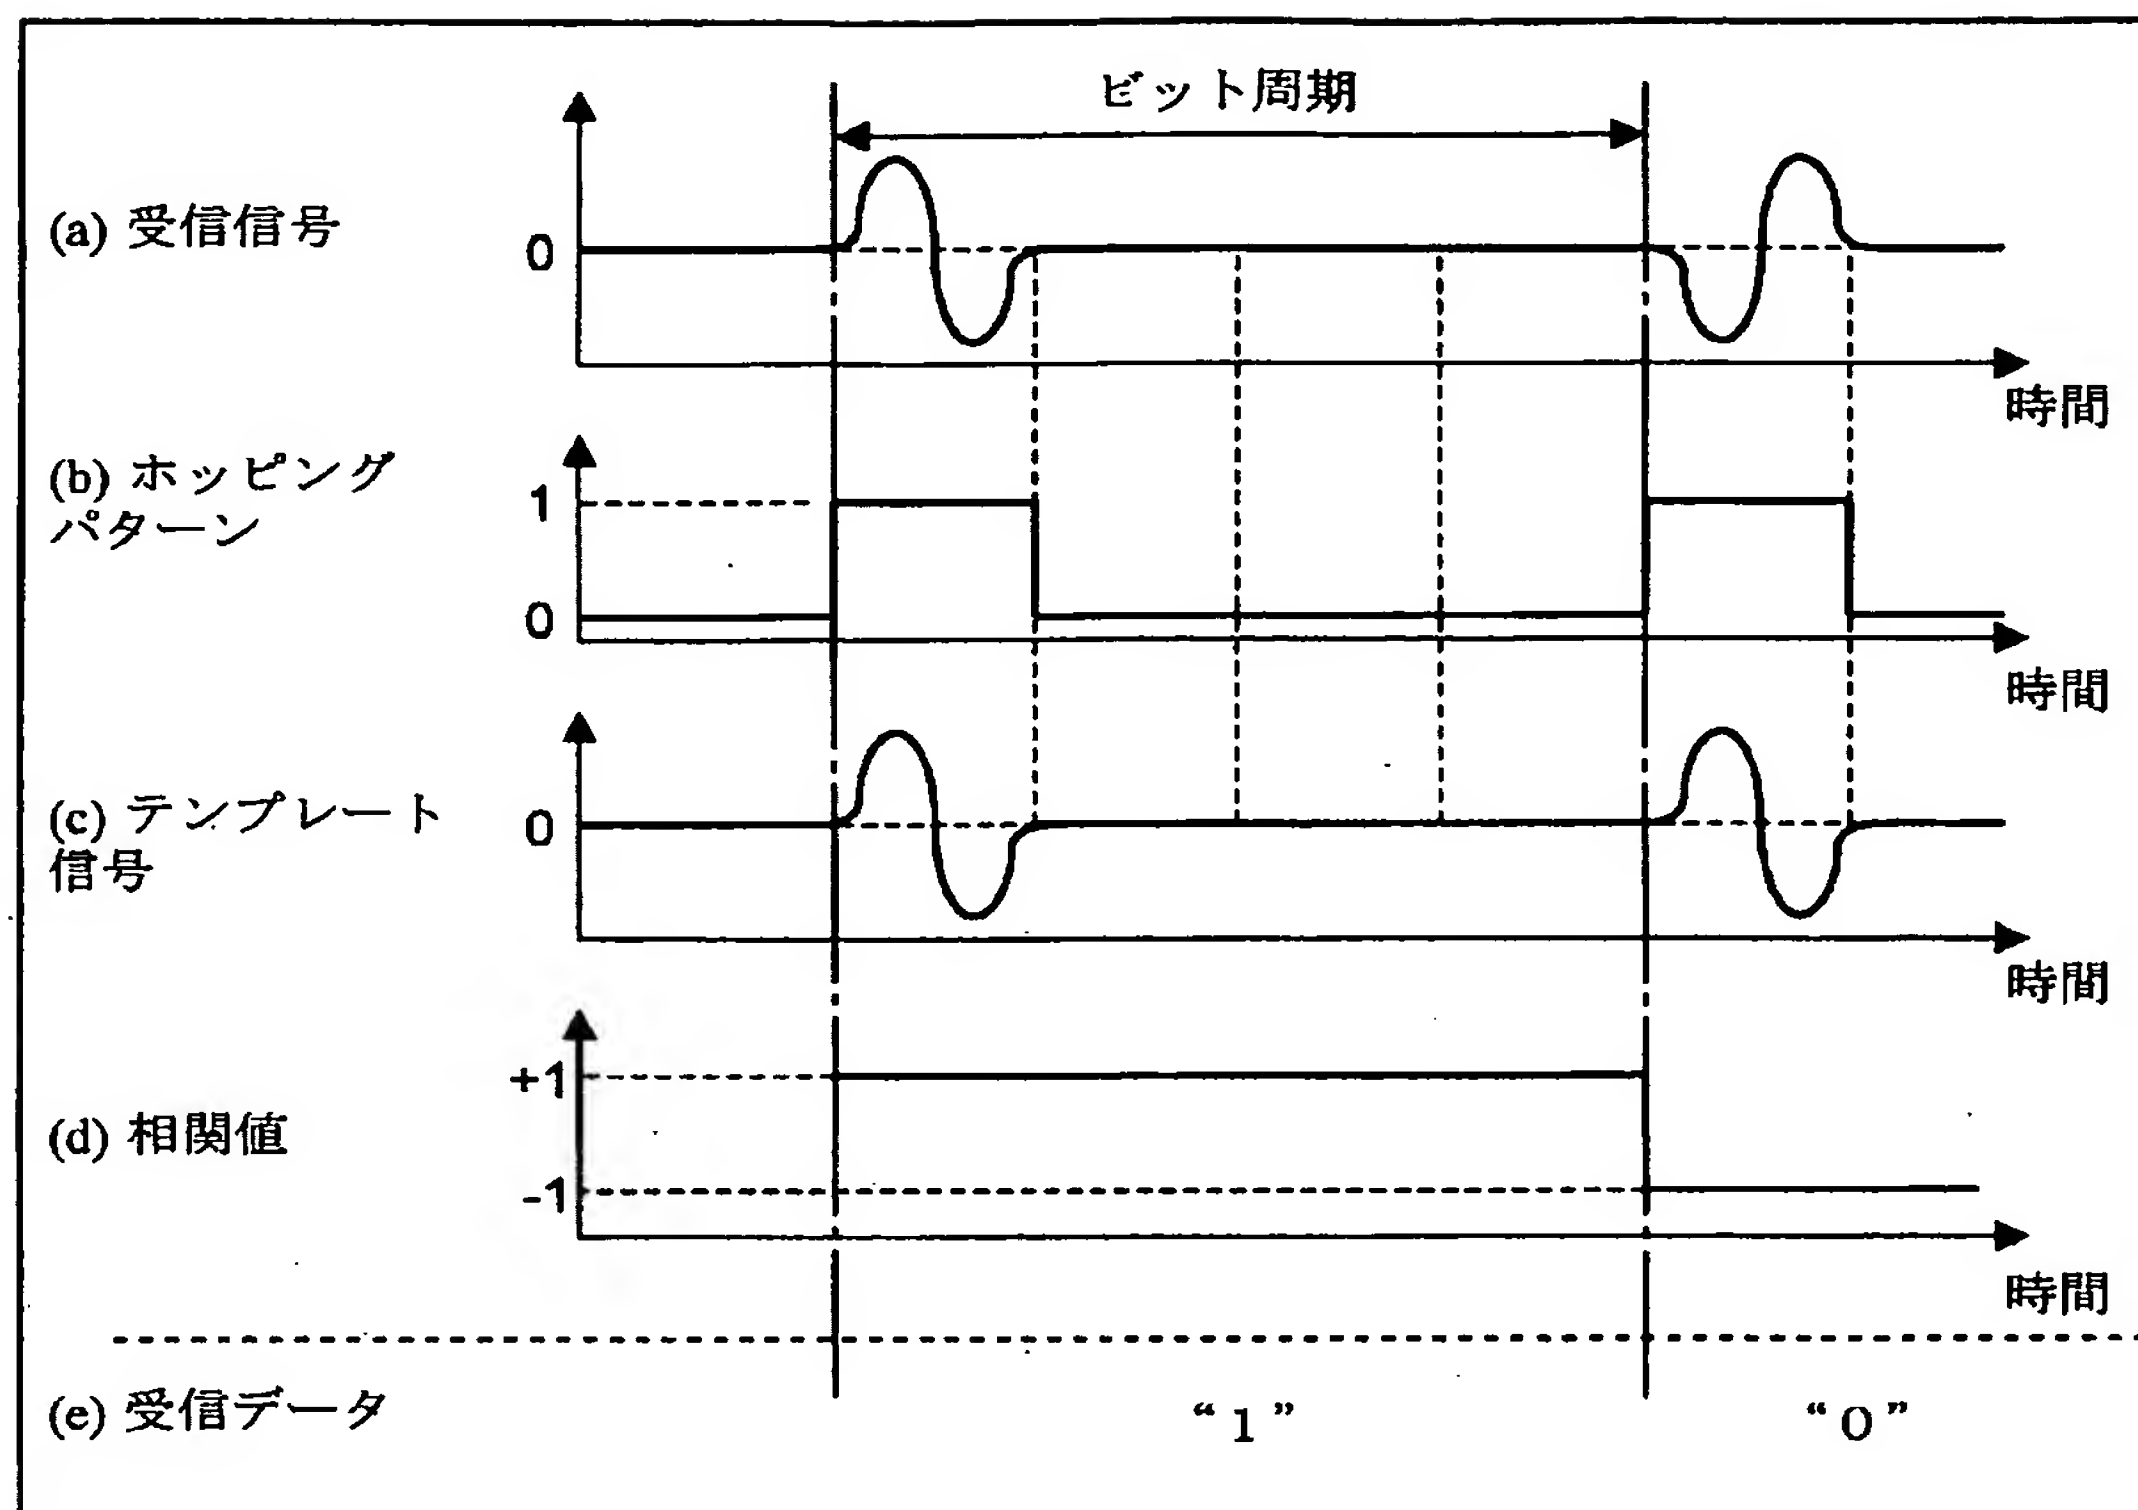 ビット周期
(a) 受信信号
0
時間
(b) ホッピング
パターン
1
0
時間
(c) テンプレート
信号
0
時間
(d) 相関値
+1
-1
時間
(e) 受信データ
“1”
“0”